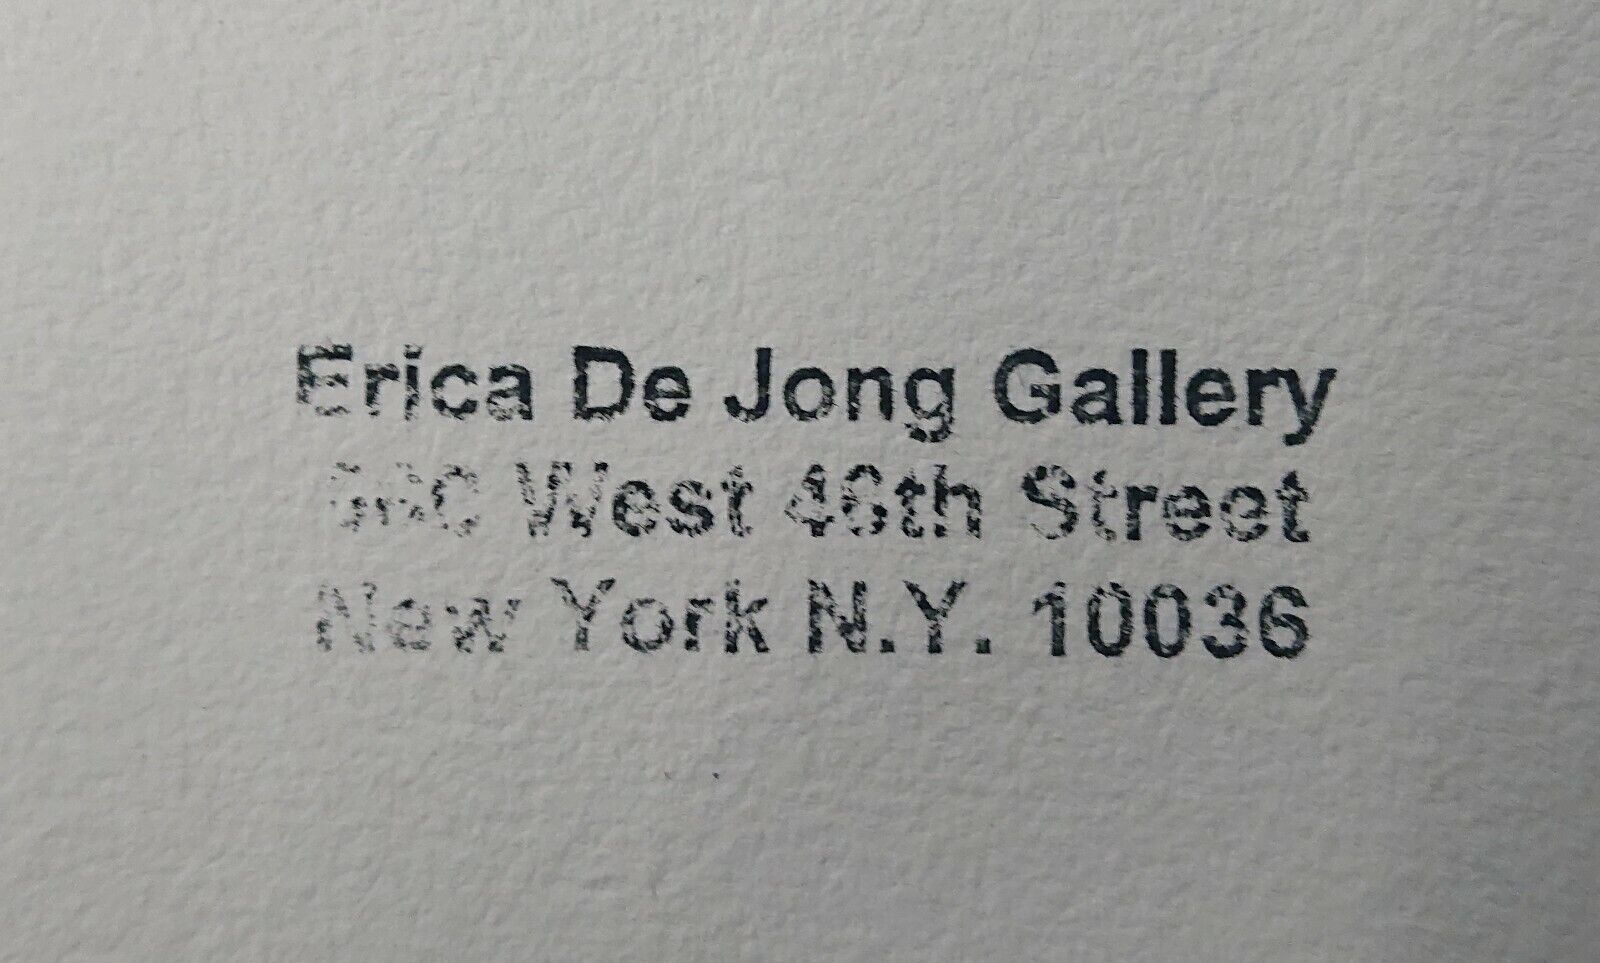 Erica De Jong Gallery
West 46th Street
New York N.Y. 10036